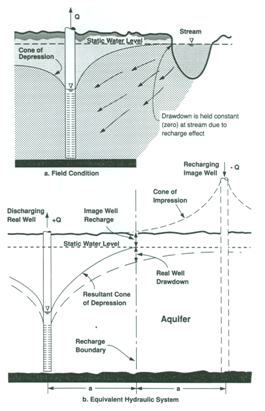 Q
Stream
Static Water Level
Cone of
Depression
Drawdown is held constant
(zero) at stream due to
recharge effect
a. Field Condition
Recharging
Image Well
- Q
Cone of
Impression
Discharging
Real Well
+Q
Image Well
Recharge
Static Water Level
Real Well
Drawdown
Resultant Cone
of Depression
Aquifer
Recharge
Boundary
a
a
b. Equivalent Hydraulic System